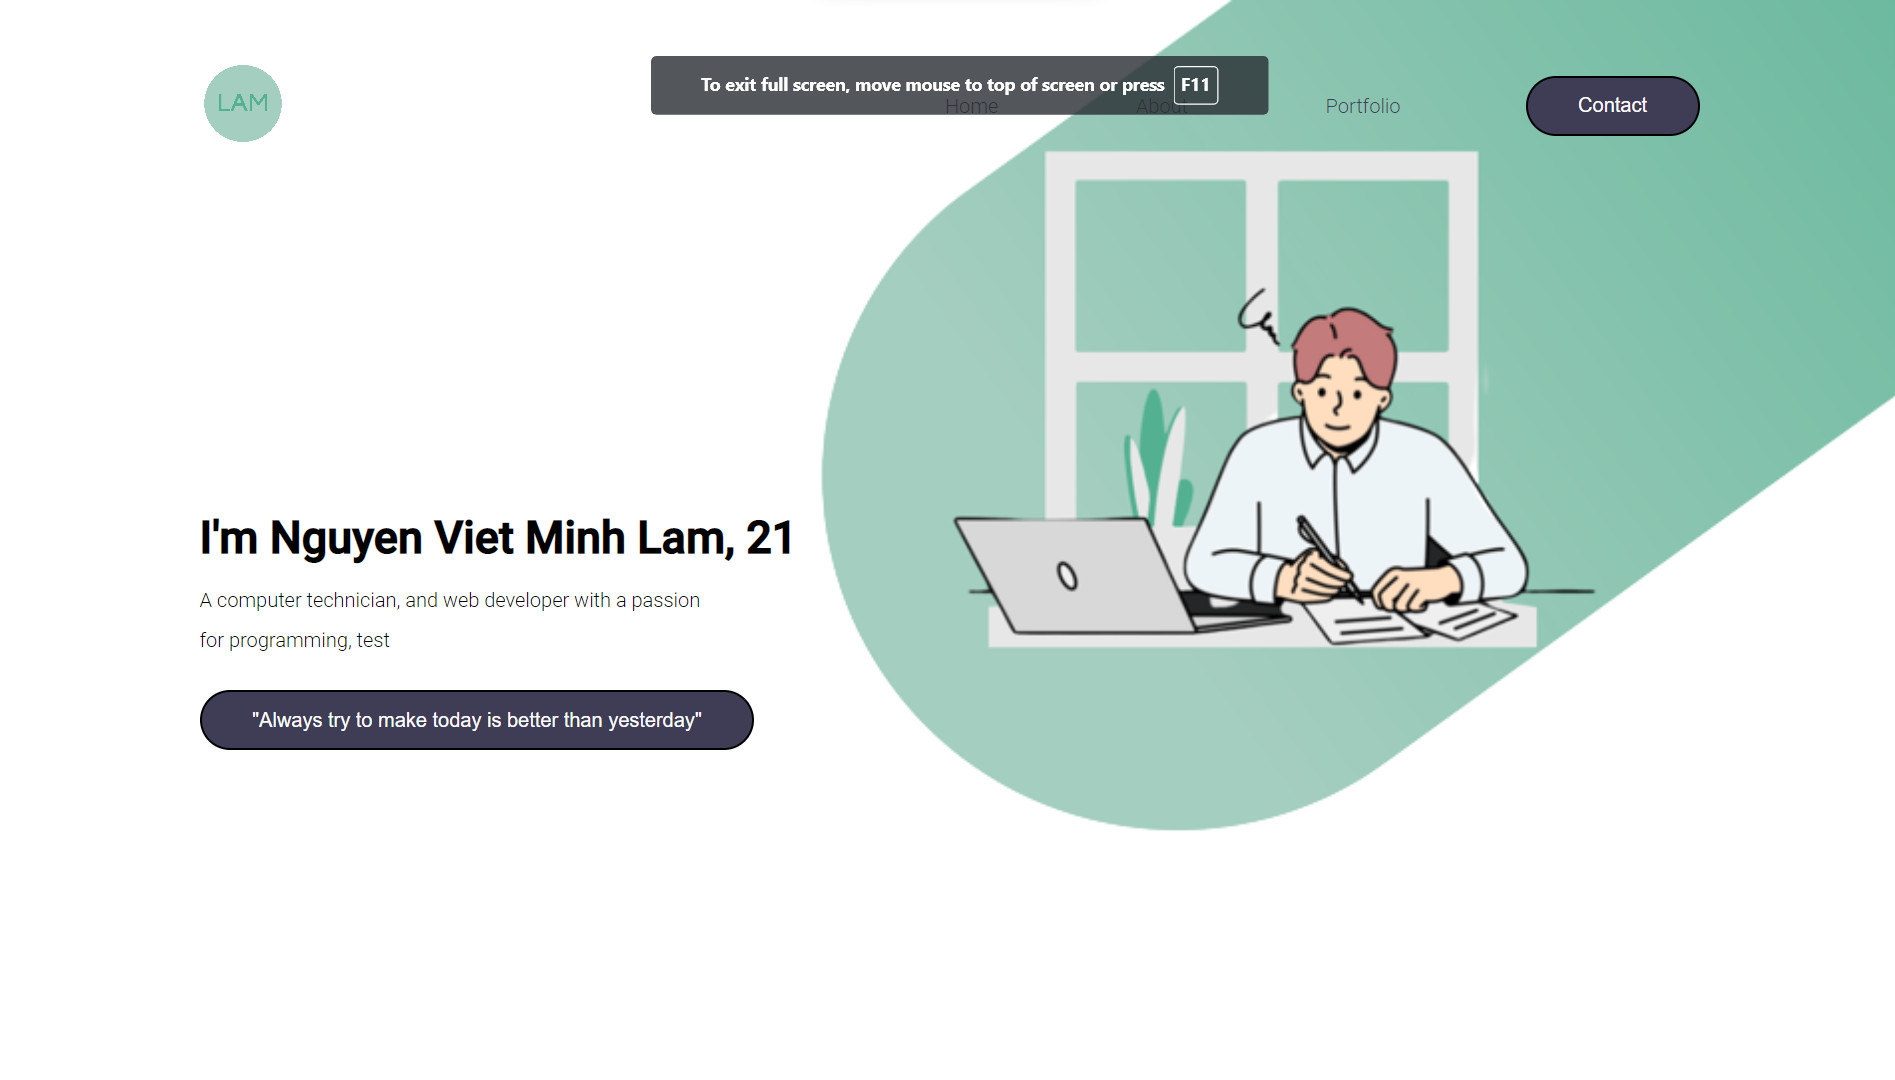 LAM
To exit full screen, move mouse to top of screen or press F11
Home About Portfolio Contact
I'm Nguyen Viet Minh Lam, 21
A computer technician, and web developer with a passion
for programming, test
"Always try to make today is better than yesterday"